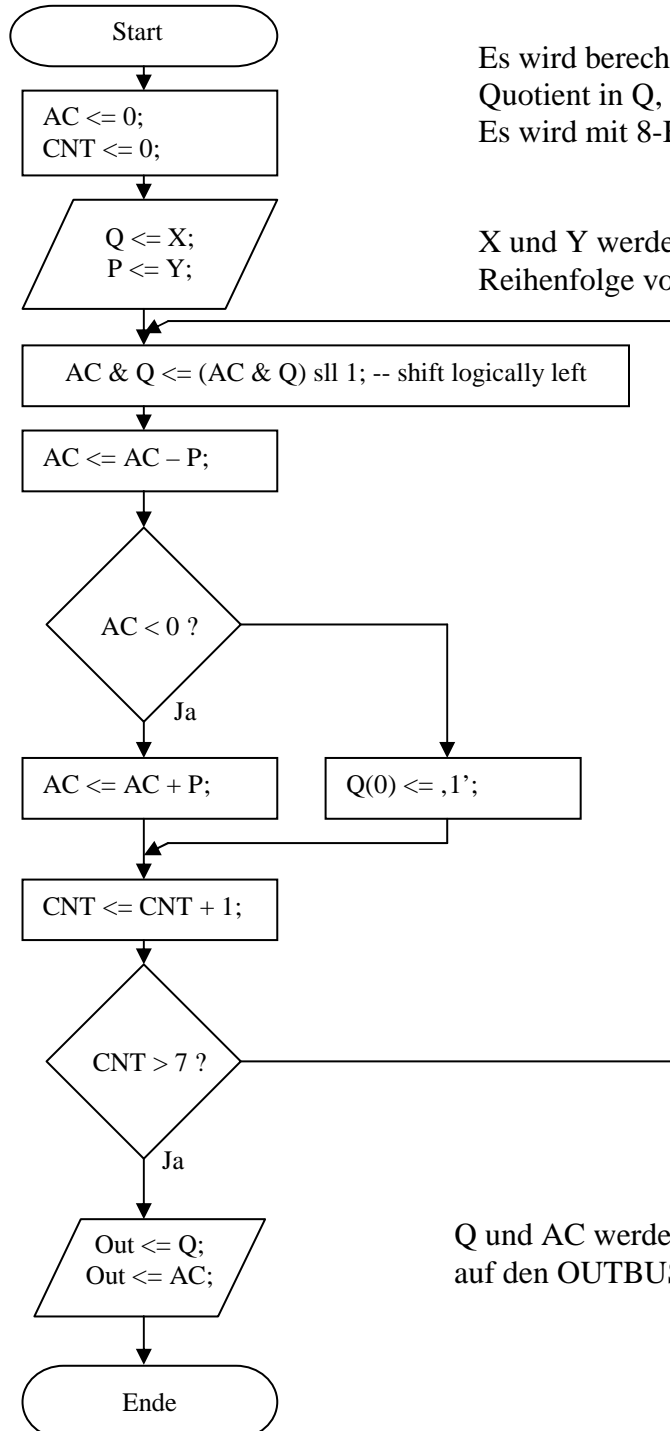 Start
Es wird berech
Quotient in Q,
Es wird mit 8-
AC <= 0;
CNT <= 0;
Q <= X;
P <= Y;
X und Y werde
Reihenfolge vo
AC & Q <= (AC & Q) sll 1; -- shift logically left
AC <= AC – P;
AC < 0 ?
Ja
AC <= AC + P;
Q(0) <= ‚1’;
CNT <= CNT + 1;
CNT > 7 ?
Ja
Out <= Q;
Out <= AC;
Q und AC werde
auf den OUTBUS
Ende